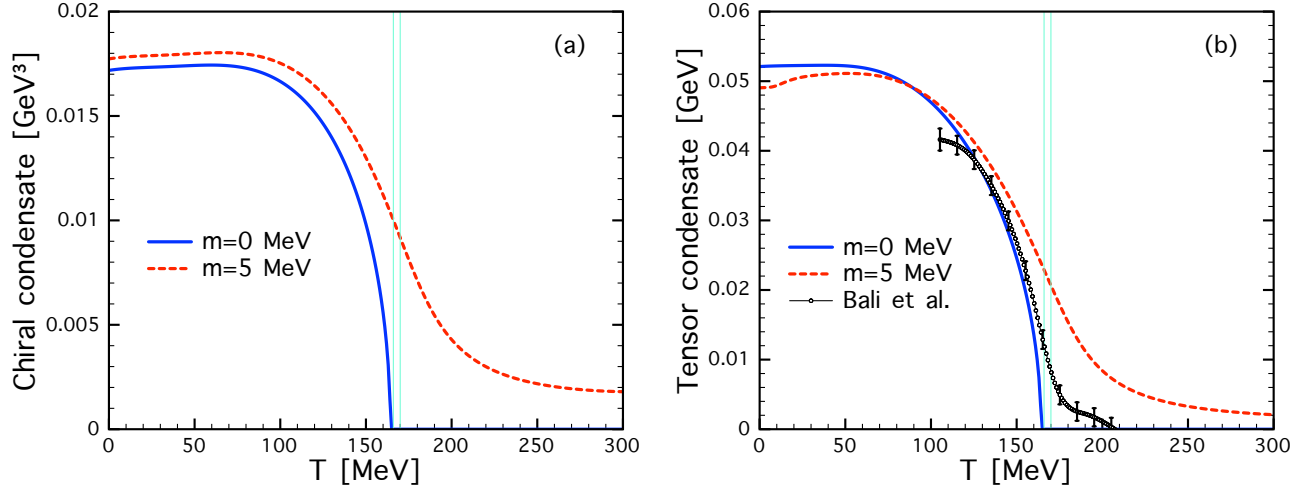 (a)
Chiral condensate [GeV³]
0.02
0.015
0.01
0.005
0
m=0 MeV
m=5 MeV
0 50 100 150 200 250 300
T [MeV]
(b)
Tensor condensate [GeV]
0.06
0.05
0.04
0.03
0.02
0.01
0
m=0 MeV
m=5 MeV
Bali et al.
0 50 100 150 200 250 300
T [MeV]